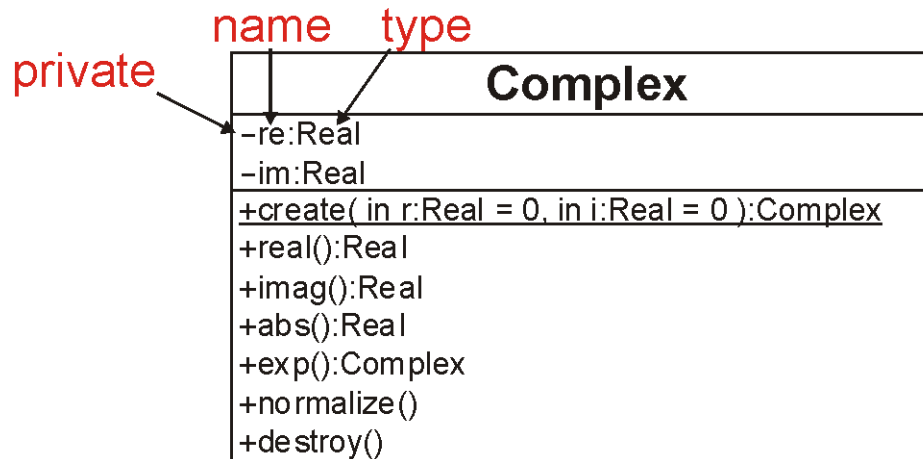 name type
private
Complex
–re:Real
–im:Real
+create( in r:Real = 0, in i:Real = 0 ):Complex
+real():Real
+imag():Real
+abs():Real
+exp():Complex
+normalize()
+destroy()